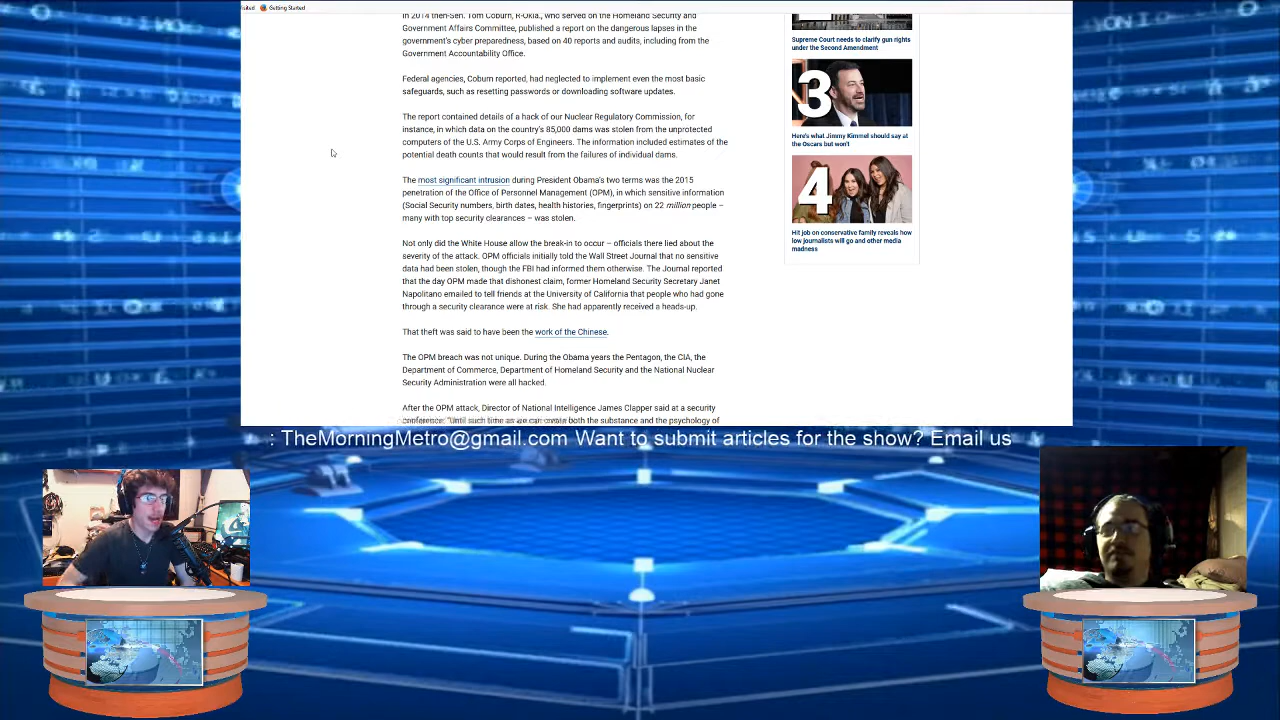 isited Getting Started
In 2014 then-Sen. Tom Coburn, R-Okla., who served on the Homeland Security and
Government Affairs Committee, published a report on the dangerous lapses in the
government's cyber preparedness, based on 40 reports and audits, including from the
Government Accountability Office.
Federal agencies, Coburn reported, had neglected to implement even the most basic
safeguards, such as resetting passwords or downloading software updates.
The report contained details of a hack of our Nuclear Regulatory Commission, for
instance, in which data on the country's 85,000 dams was stolen from the unprotected
computers of the U.S. Army Corps of Engineers. The information included estimates of the
potential death counts that would result from the failures of individual dams.
The most significant intrusion during President Obama's two terms was the 2015
penetration of the Office of Personnel Management (OPM), in which sensitive information
(Social Security numbers, birth dates, health histories, fingerprints) on 22 million people –
many with top security clearances – was stolen.
Not only did the White House allow the break-in to occur – officials there lied about the
severity of the attack. OPM officials initially told the Wall Street Journal that no sensitive
data had been stolen, though the FBI had informed them otherwise. The Journal reported
that the day OPM made that dishonest claim, former Homeland Security Secretary Janet
Napolitano emailed to tell friends at the University of California that people who had gone
through a security clearance were at risk. She had apparently received a heads-up.
That theft was said to have been the work of the Chinese.
The OPM breach was not unique. During the Obama years the Pentagon, the CIA, the
Department of Commerce, Department of Homeland Security and the National Nuclear
Security Administration were all hacked.
After the OPM attack, Director of National Intelligence James Clapper said at a security
conference, "Until such time as we can create both the substance and the psychology of
Supreme Court needs to clarify gun rights
under the Second Amendment
3
Here's what Jimmy Kimmel should say at
the Oscars but won't
4
Hit job on conservative family reveals how
low journalists will go and other media
madness
: TheMorningMetro@gmail.com Want to submit articles for the show? Email us